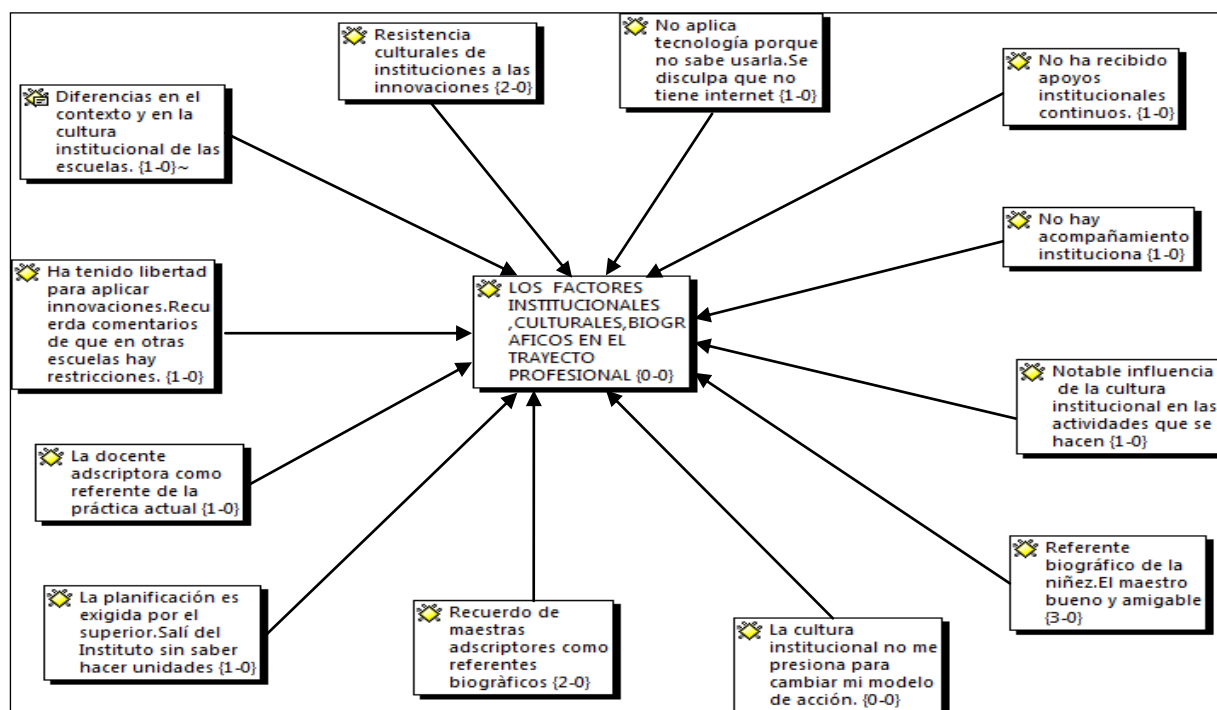 Resistencia
culturales de
instituciones a las
innovaciones {2-0}
No aplica
tecnología porque
no sabe usarla.Se
disculpa que no
tiene internet {1-0}
No ha recibido
apoyos
institucionales
continuos. {1-0}
Diferencias en el
contexto y en la
cultura
institucional de las
escuelas. {1-0}~
No hay
acompañamiento
instituciona {1-0}
Ha tenido libertad
para aplicar
innovaciones.Recu
erda comentarios
de que en otras
escuelas hay
restricciones. {1-0}
LOS FACTORES
INSTITUCIONALES
,CULTURALES,BIOGR
AFICOS EN EL
TRAYECTO
PROFESIONAL {0-0}
Notable influencia
de la cultura
institucional en las
actividades que se
hacen {1-0}
La docente
adscriptora como
referente de la
práctica actual {1-0}
Referente
biográfico de la
niñez.El maestro
bueno y amigable
{3-0}
La planificación es
exigida por el
superior.Salí del
Instituto sin saber
hacer unidades {1-0}
Recuerdo de
maestras
adscriptores como
referentes
biogràficos {2-0}
La cultura
institucional no me
presiona para
cambiar mi modelo
de acción. {0-0}